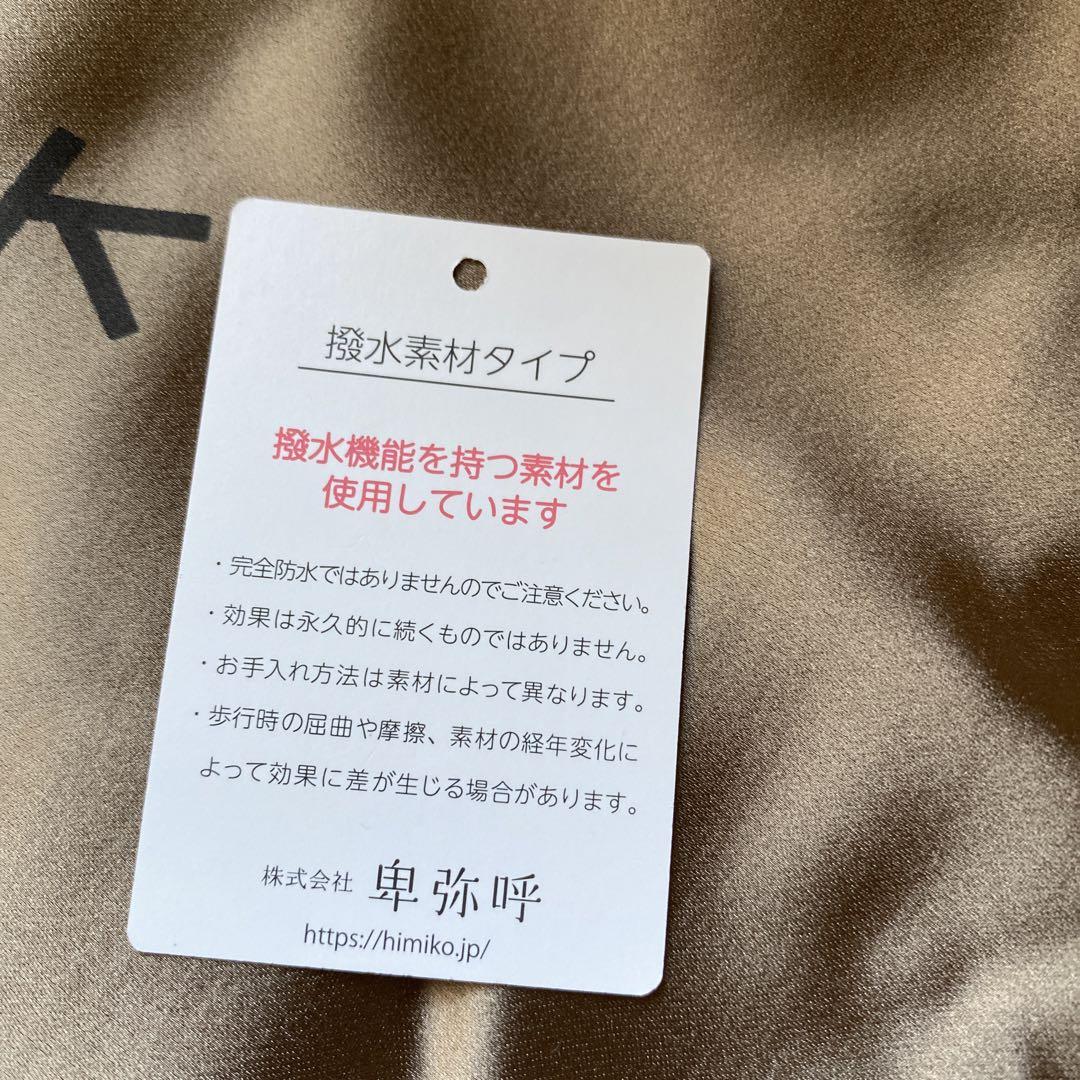 K
撥水素材タイプ
撥水機能を持つ素材を
使用しています
・完全防水ではありませんのでご注意ください。
・効果は永久的に続くものではありません。
・お手入れ方法は素材によって異なります。
・歩行時の屈曲や摩擦、素材の経年変化に
よって効果に差が生じる場合があります。
株式会社 卑弥呼
https://himiko.jp/